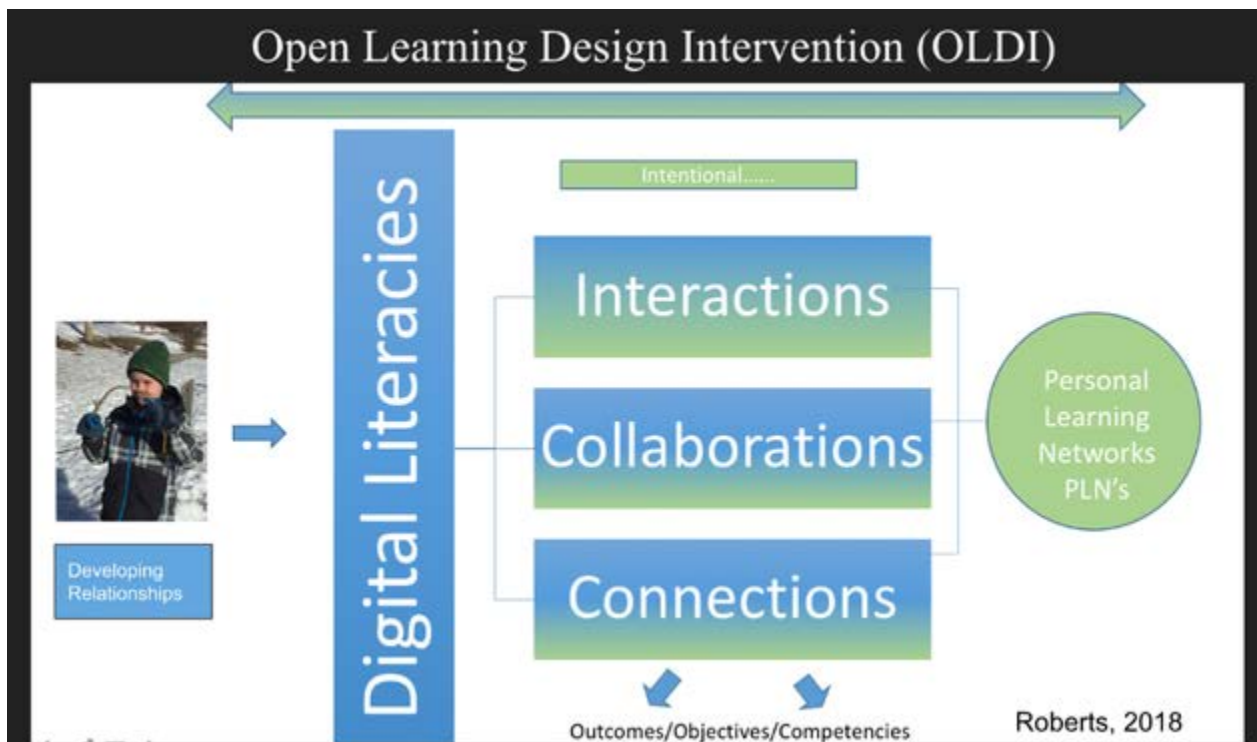 Open Learning Design Intervention (OLDI)
Intentional......
Digital Literacies
Interactions
Collaborations
Connections
Personal
Learning
Networks
PLN's
Developing
Relationships
Outcomes/Objectives/Competencies
Roberts, 2018